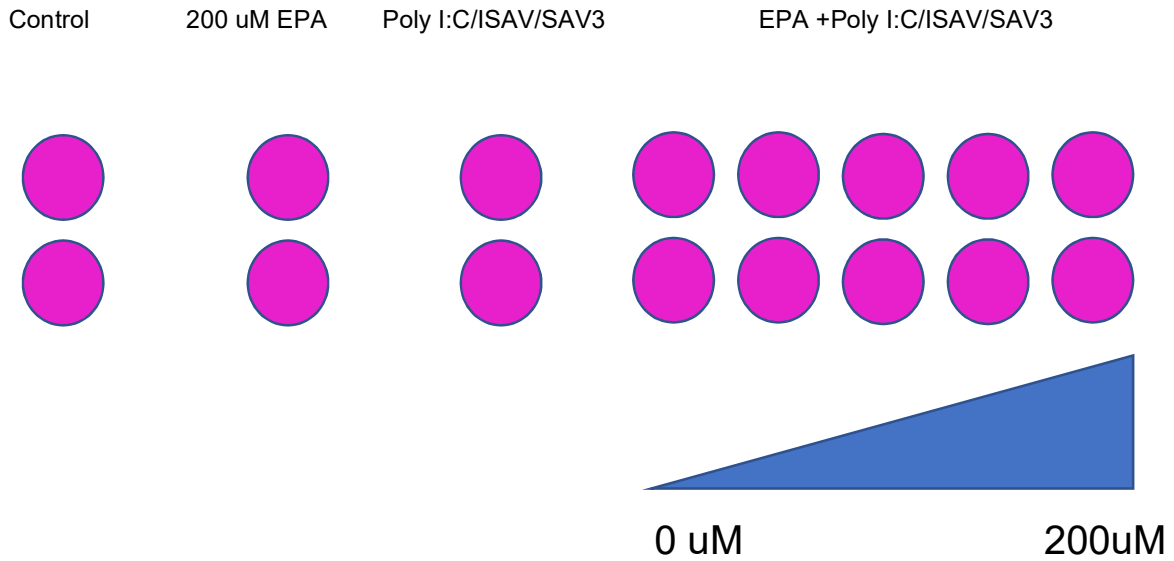 Control 200 uM EPA Poly I:C/ISAV/SAV3 EPA +Poly I:C/ISAV/SAV3
0 uM 200uM